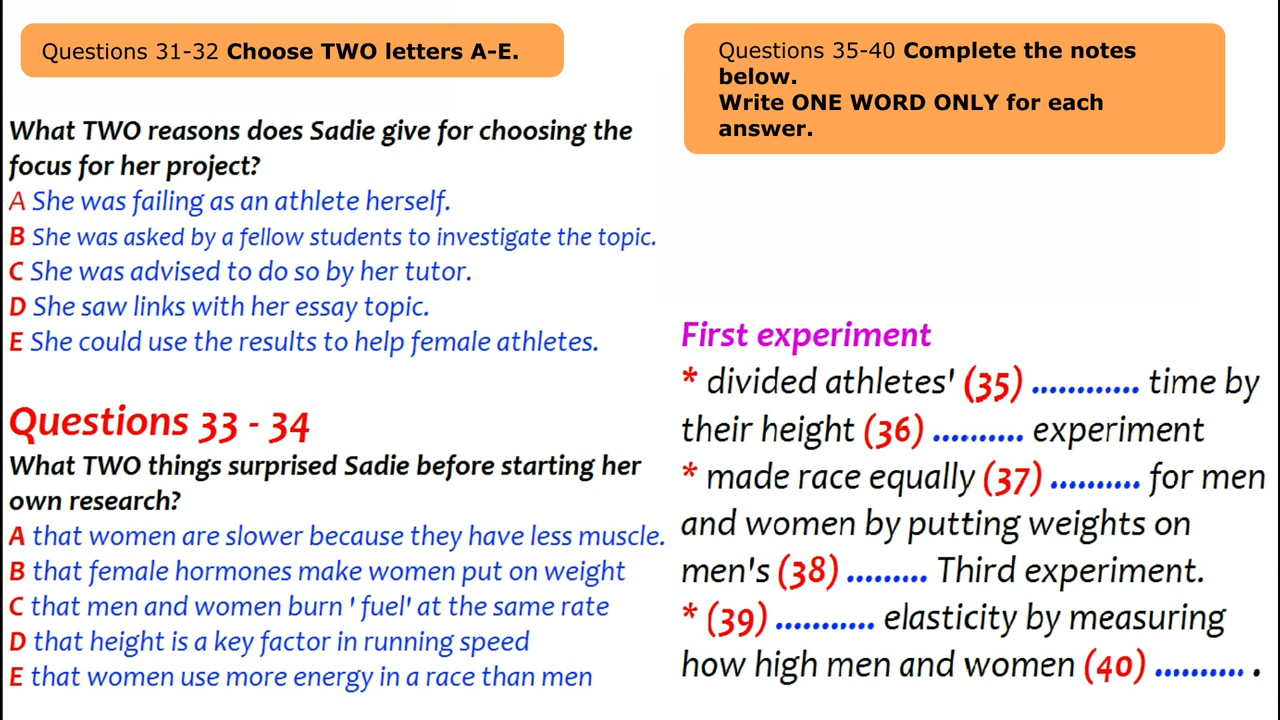 Questions 31-32 Choose TWO letters A-E.
What TWO reasons does Sadie give for choosing the
focus for her project?
A She was failing as an athlete herself.
B She was asked by a fellow students to investigate the topic.
C She was advised to do so by her tutor.
D She saw links with her essay topic.
E She could use the results to help female athletes.
Questions 33 - 34
What TWO things surprised Sadie before starting her
own research?
A that women are slower because they have less muscle.
B that female hormones make women put on weight
C that men and women burn ' fuel' at the same rate
D that height is a key factor in running speed
E that women use more energy in a race than men
Questions 35-40 Complete the notes
below.
Write ONE WORD ONLY for each
answer.
First experiment
* divided athletes' (35) ............ time by
their height (36) .......... experiment
* made race equally (37) .......... for men
and women by putting weights on
men's (38) ......... Third experiment.
* (39) ........... elasticity by measuring
how high men and women (40) .......... .